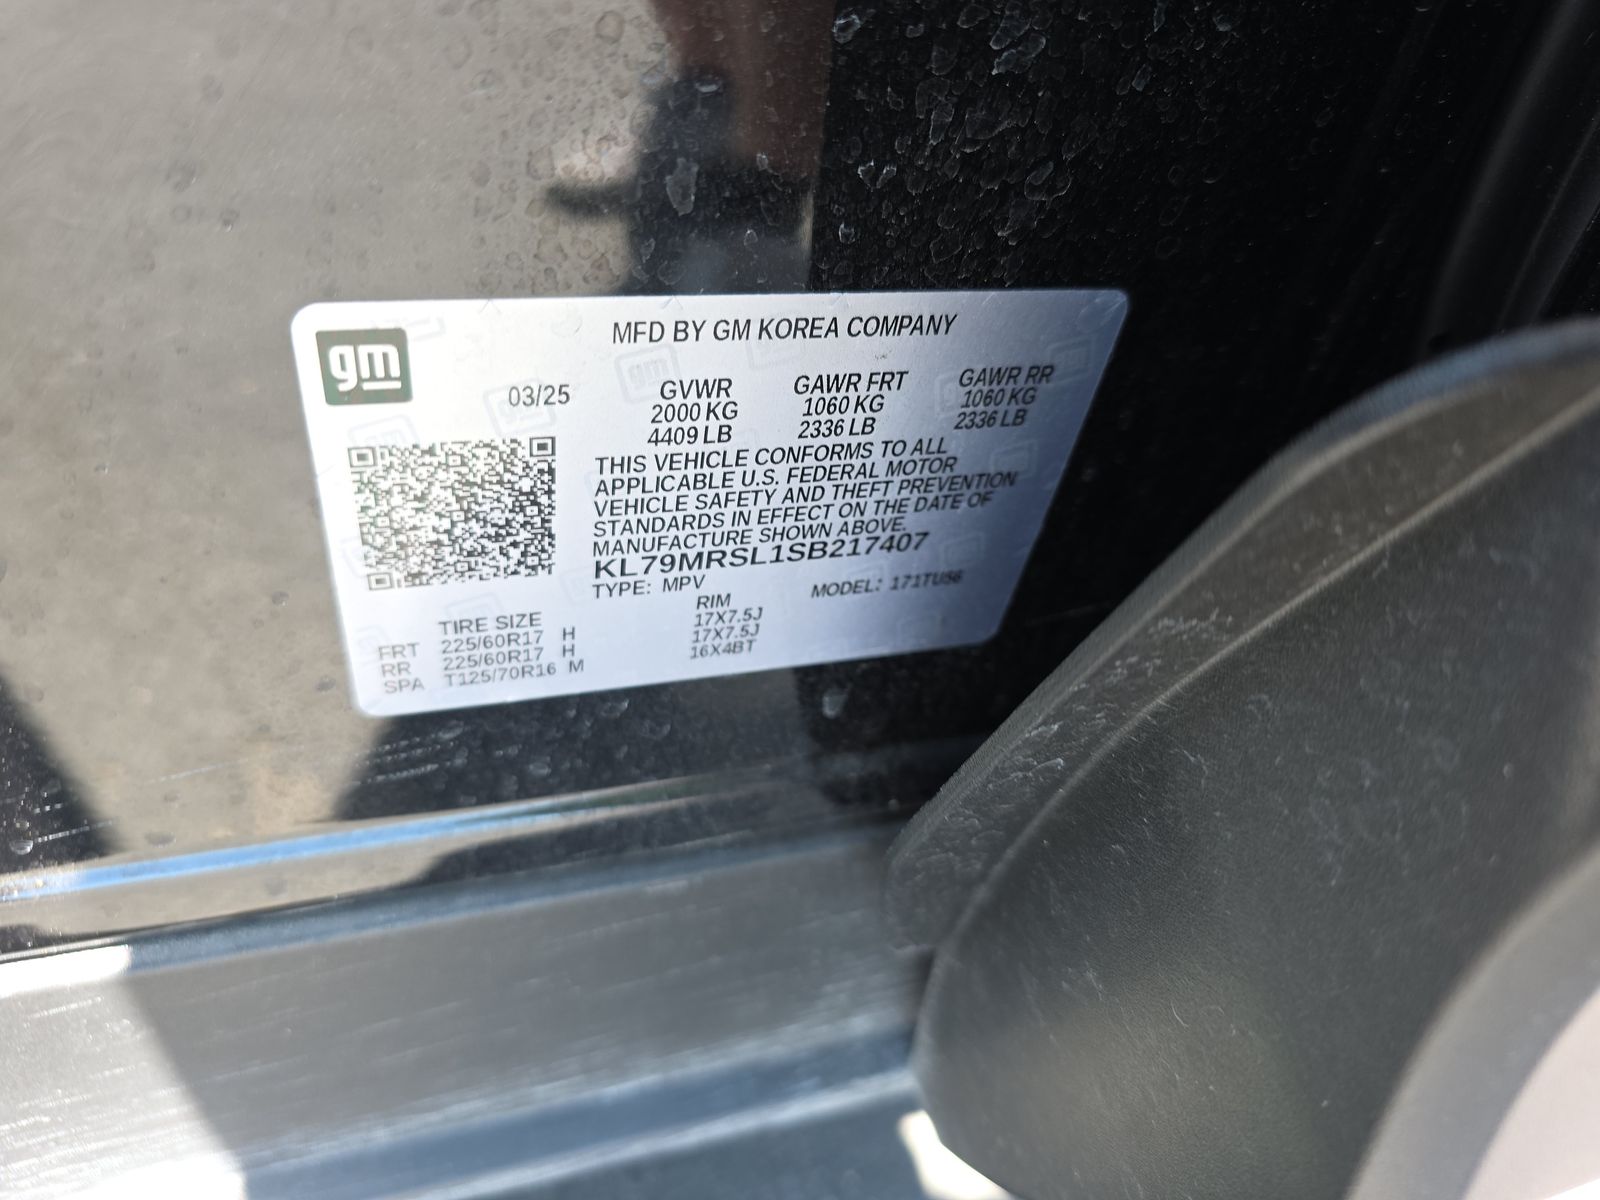 gm
MFD BY GM KOREA COMPANY
03/25
GVWR GAWR FRT GAWR RR
2000 KG 1060 KG 1060 KG
4409 LB 2336 LB 2336 LB
THIS VEHICLE CONFORMS TO ALL
APPLICABLE U.S. FEDERAL MOTOR
VEHICLE SAFETY AND THEFT PREVENTION
STANDARDS IN EFFECT ON THE DATE OF
MANUFACTURE SHOWN ABOVE.
KL79MRSL1SB217407
TYPE: MPV MODEL: 171TU56
TIRE SIZE RIM
FRT 225/60R17 H 17X7.5J
RR 225/60R17 H 17X7.5J
SPA T125/70R16 M 16X4BT